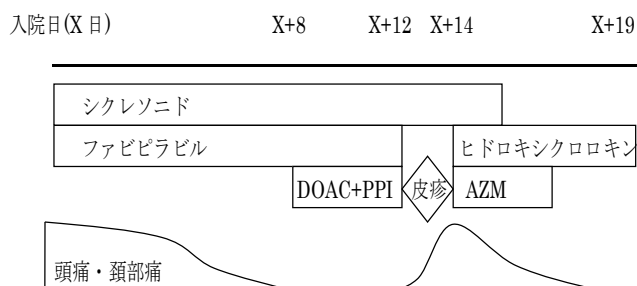 入院日(X 日) X+8 X+12 X+14 X+19
シクレソニド
ファビピラビル ヒドロキシクロロキン
DOAC+PPI 皮疹 AZM
頭痛・頚部痛